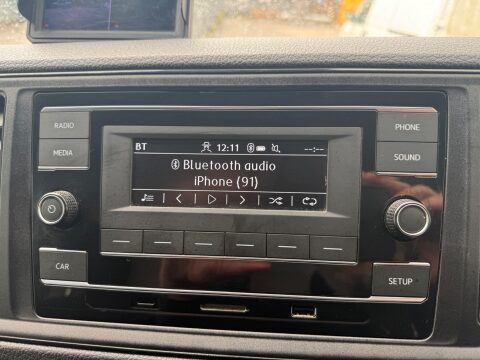 RADIO
MEDIA
CAR
BT 12:11 --:--
Bluetooth audio
iPhone (91)
PHONE
SOUND
SETUP